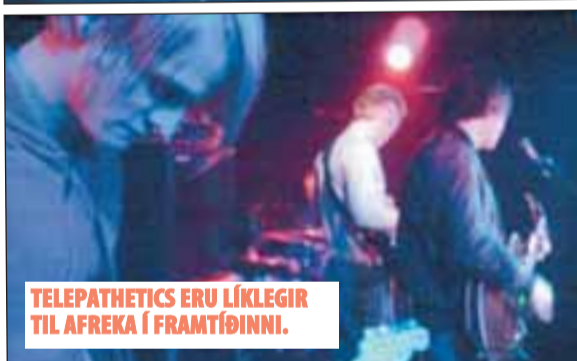 TELEPATHETICS ERU LÍKLEGIR
TIL AFREKA Í FRAMTÍÐINNI.